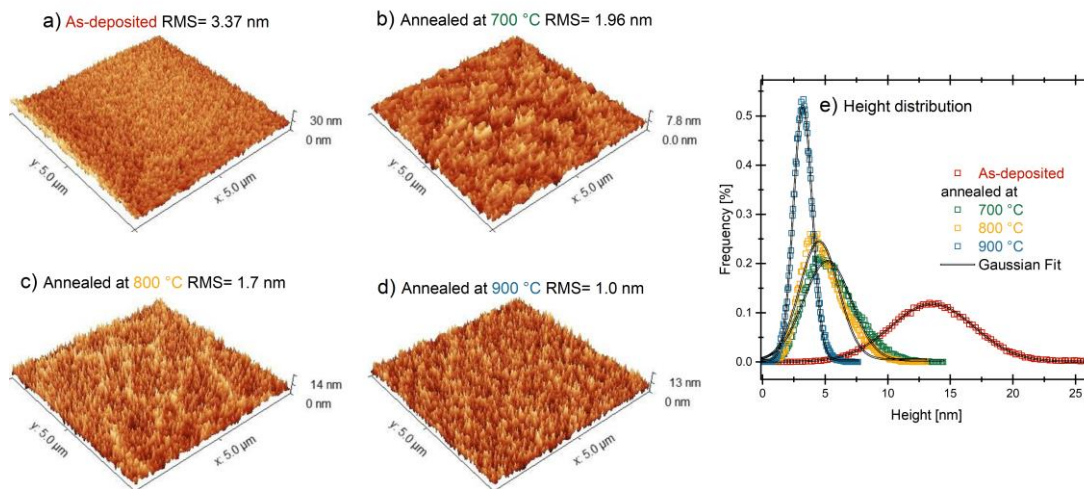 a) As-deposited RMS= 3.37 nm
30 nm
0 nm
y: 5.0 µm
x: 5.0 µm
b) Annealed at 700 °C RMS= 1.96 nm
7.8 nm
0.0 nm
y: 5.0 µm
x: 5.0 µm
c) Annealed at 800 °C RMS= 1.7 nm
14 nm
0 nm
y: 5.0 µm
x: 5.0 µm
d) Annealed at 900 °C RMS= 1.0 nm
13 nm
0 nm
y: 5.0 µm
x: 5.0 µm
e) Height distribution
As-deposited
annealed at
700 °C
800 °C
900 °C
Gaussian Fit
Frequency [%]
0.5
0.4
0.3
0.2
0.1
0.0
0 5 10 15 20 25
Height [nm]